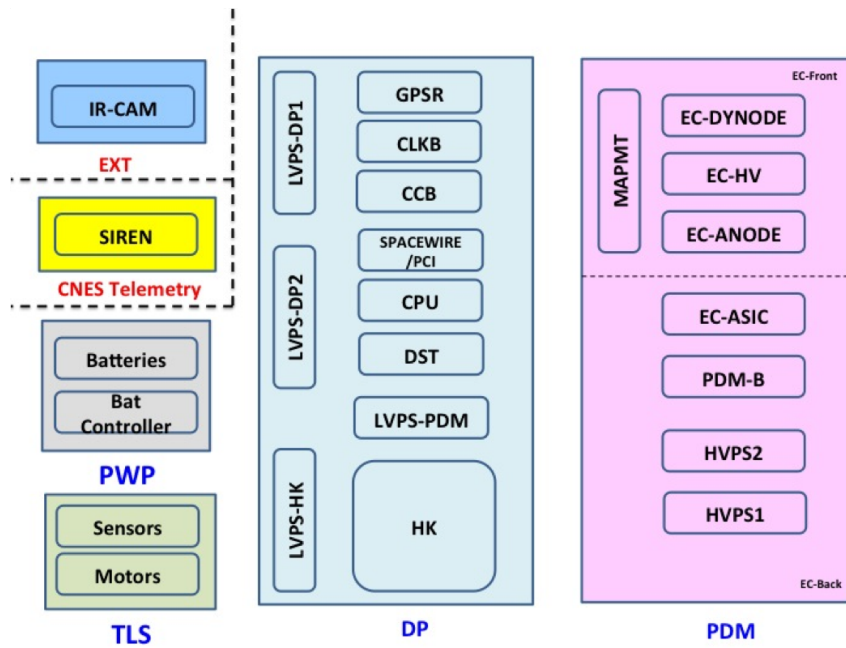 IR-CAM
EXT
SIREN
CNES Telemetry
Batteries
Bat
Controller
PWP
Sensors
Motors
TLS
LVPS-DP1
LVPS-DP2
LVPS-HK
GPSR
CLKB
CCB
SPACEWIRE
/PCI
CPU
DST
LVPS-PDM
HK
DP
EC-Front
MAPMT
EC-DYNODE
EC-HV
EC-ANODE
EC-ASIC
PDM-B
HVPS2
HVPS1
EC-Back
PDM